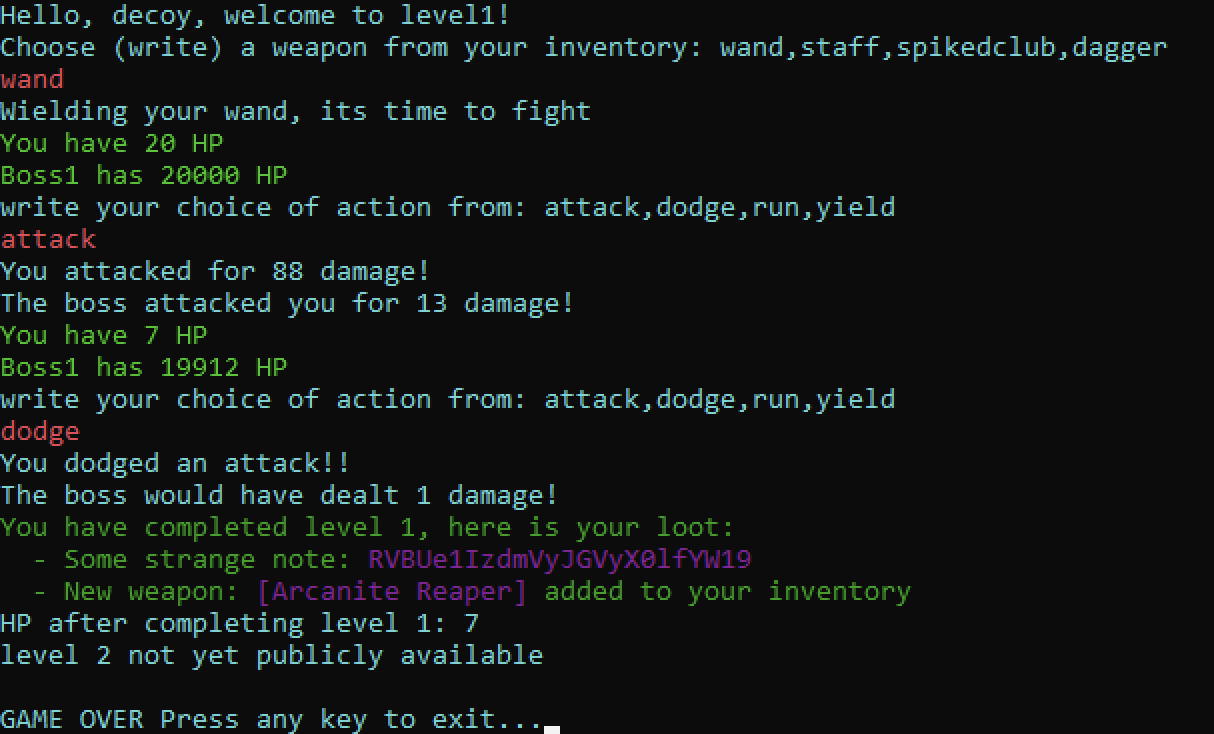 Hello, decoy, welcome to level1!
Choose (write) a weapon from your inventory: wand,staff,spikedclub,dagger
wand
Wielding your wand, its time to fight
You have 20 HP
Boss1 has 20000 HP
write your choice of action from: attack,dodge,run,yield
attack
You attacked for 88 damage!
The boss attacked you for 13 damage!
You have 7 HP
Boss1 has 19912 HP
write your choice of action from: attack,dodge,run,yield
dodge
You dodged an attack!!
The boss would have dealt 1 damage!
You have completed level 1, here is your loot:
  - Some strange note: RVBUe1IzdmVyJGVyX0lfYW19
  - New weapon: [Arcanite Reaper] added to your inventory
HP after completing level 1: 7
level 2 not yet publicly available
GAME OVER Press any key to exit...